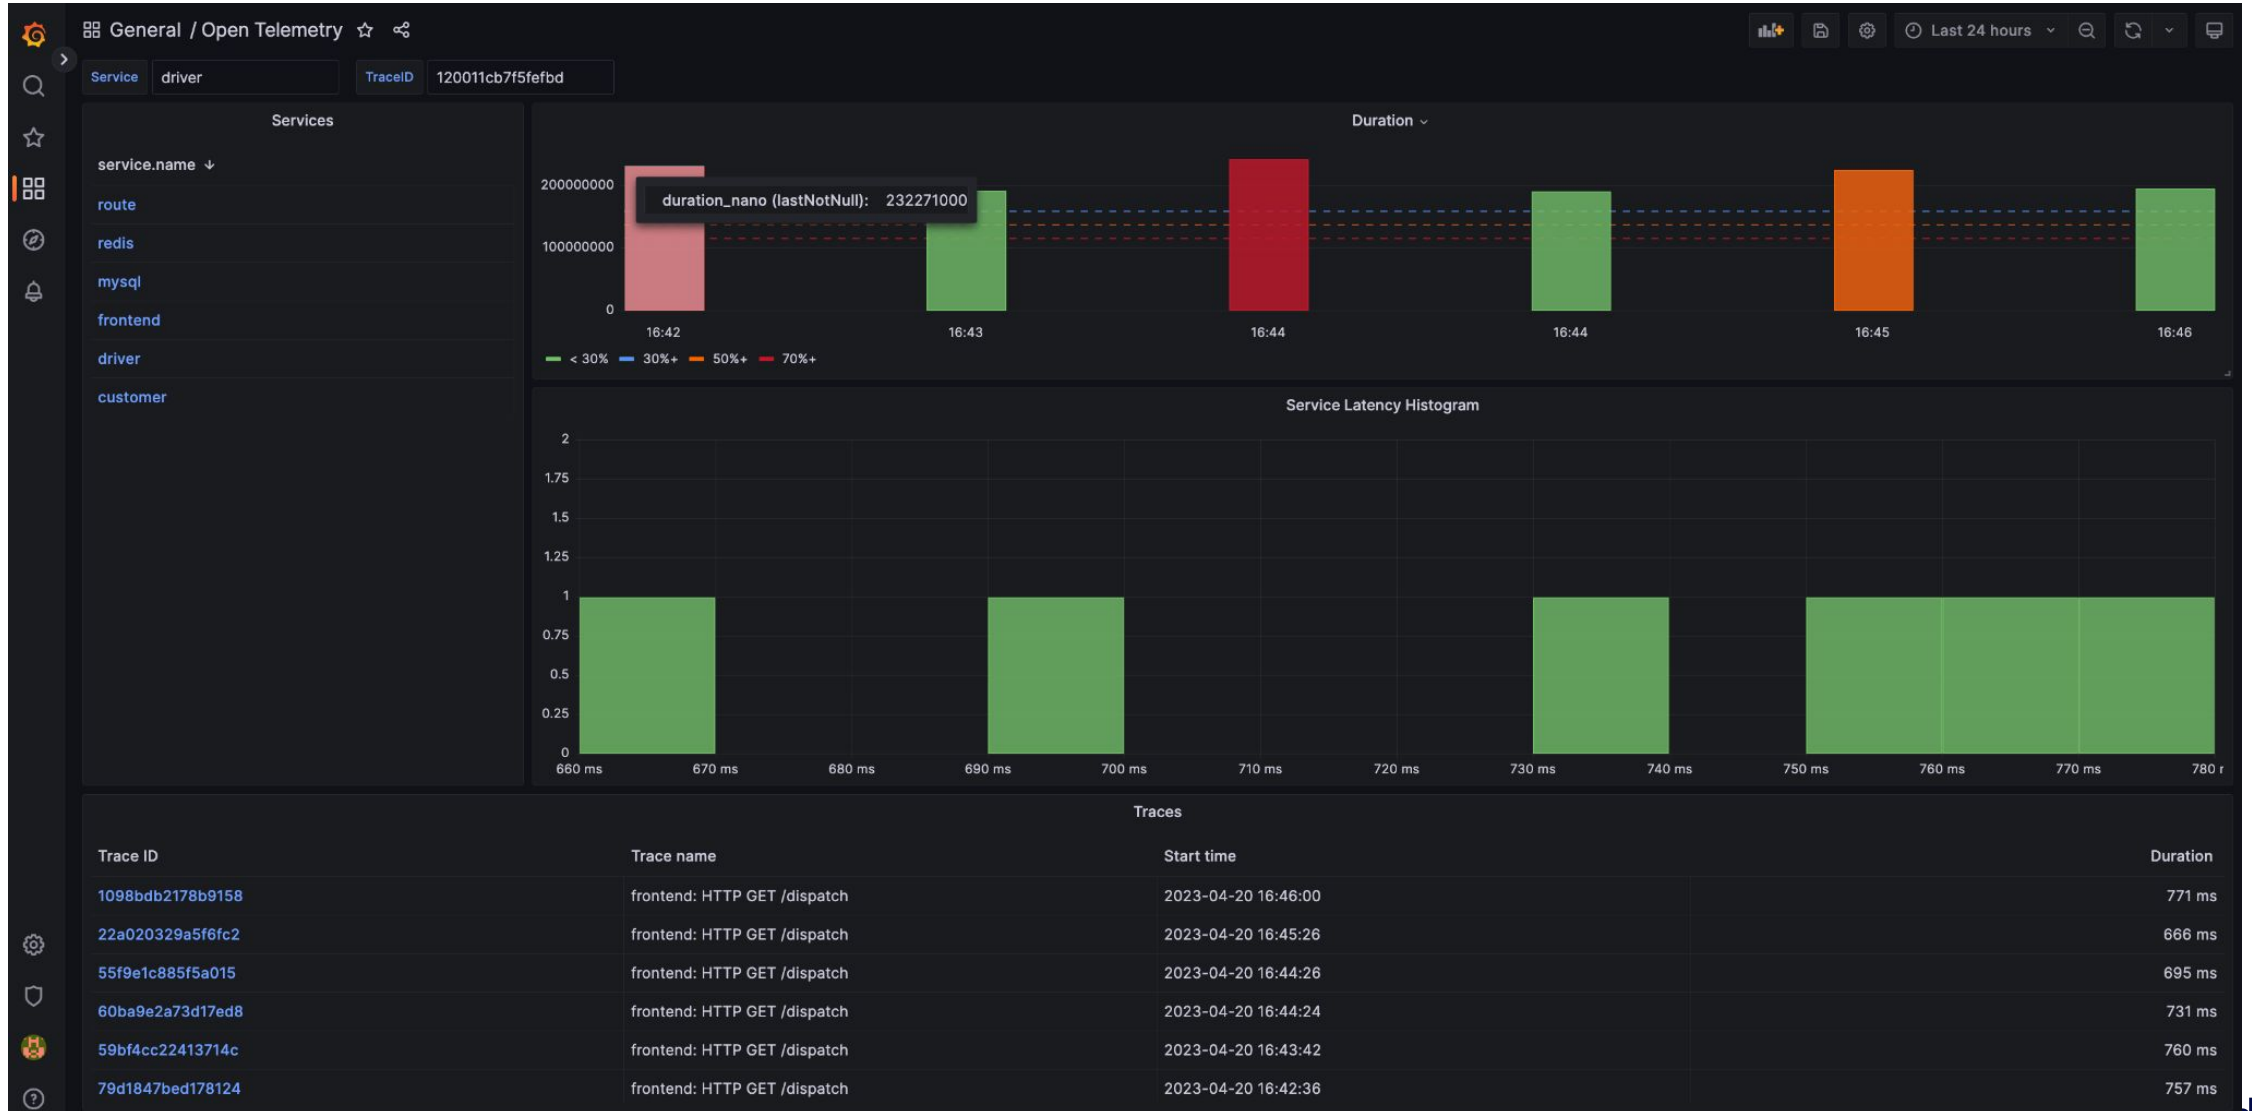 General / Open Telemetry
Last 24 hours
Service driver TraceID 120011cb7f5fefbd
Services
service.name
route
redis
mysql
frontend
driver
customer
Duration
200000000
100000000
0
duration_nano (lastNotNull): 232271000
16:42 16:43 16:44 16:44 16:45 16:46
< 30% 30%+ 50%+ 70%+
Service Latency Histogram
2
1.75
1.5
1.25
1
0.75
0.5
0.25
0
660 ms 670 ms 680 ms 690 ms 700 ms 710 ms 720 ms 730 ms 740 ms 750 ms 760 ms 770 ms 780
Traces
Trace ID Trace name Start time Duration
1098bdb2178b9158 frontend: HTTP GET /dispatch 2023-04-20 16:46:00 771 ms
22a020329a5f6fc2 frontend: HTTP GET /dispatch 2023-04-20 16:45:26 666 ms
55f9e1c885f5a015 frontend: HTTP GET /dispatch 2023-04-20 16:44:26 695 ms
60ba9e2a73d17ed8 frontend: HTTP GET /dispatch 2023-04-20 16:44:24 731 ms
59bf4cc22413714c frontend: HTTP GET /dispatch 2023-04-20 16:43:42 760 ms
79d1847bed178124 frontend: HTTP GET /dispatch 2023-04-20 16:42:36 757 ms